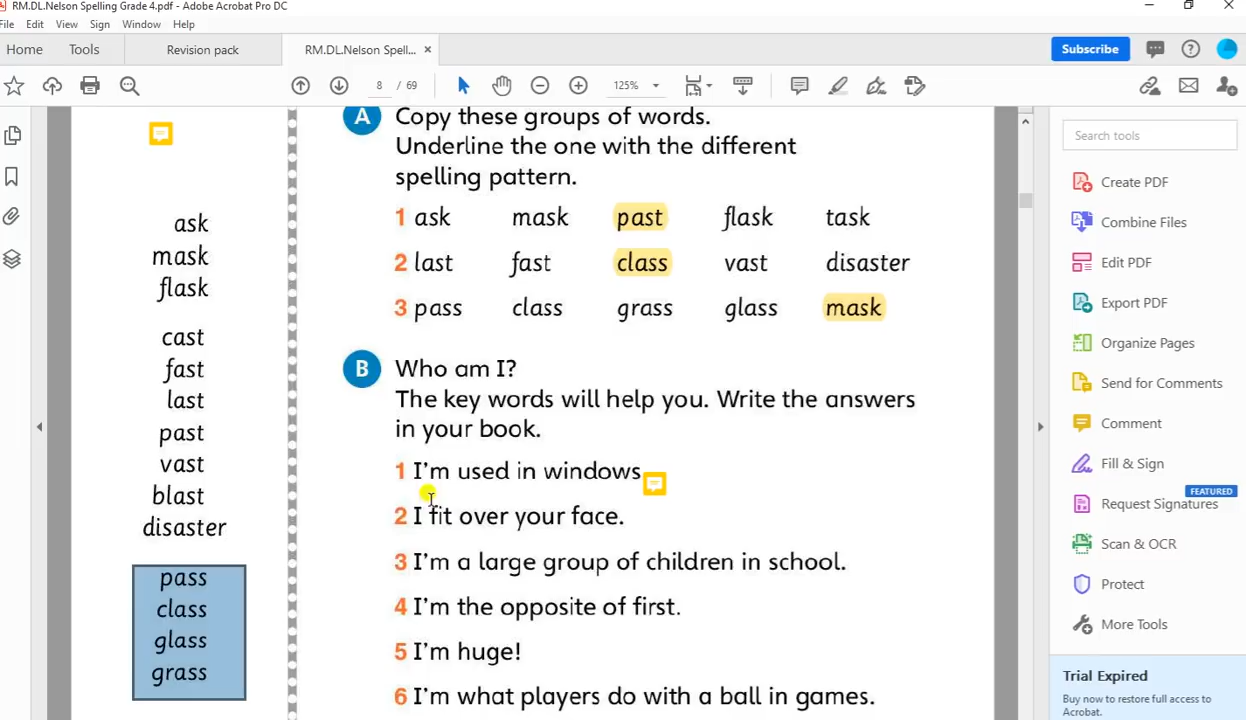 RM.DL.Nelson Spelling Grade 4.pdf - Adobe Acrobat Pro DC
File Edit View Sign Window Help
Home Tools Revision pack RM.DL.Nelson Spell... × Subscribe
8 / 69 125%
Search tools
Create PDF
Combine Files
Edit PDF
Export PDF
Organize Pages
Send for Comments
Comment
Fill & Sign
FEATURED
Request Signatures
Scan & OCR
Protect
More Tools
Trial Expired
Buy now to restore full access to
Acrobat.
ask
mask
flask
cast
fast
last
past
vast
blast
disaster
pass
class
glass
grass
A Copy these groups of words.
Underline the one with the different
spelling pattern.
1 ask mask past flask task
2 last fast class vast disaster
3 pass class grass glass mask
B Who am I?
The key words will help you. Write the answers
in your book.
1 I'm used in windows
2 I fit over your face.
3 I'm a large group of children in school.
4 I'm the opposite of first.
5 I'm huge!
6 I'm what players do with a ball in games.